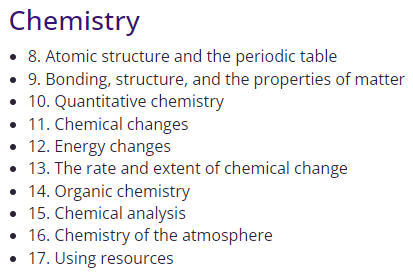 Chemistry
• 8. Atomic structure and the periodic table
• 9. Bonding, structure, and the properties of matter
• 10. Quantitative chemistry
• 11. Chemical changes
• 12. Energy changes
• 13. The rate and extent of chemical change
• 14. Organic chemistry
• 15. Chemical analysis
• 16. Chemistry of the atmosphere
• 17. Using resources